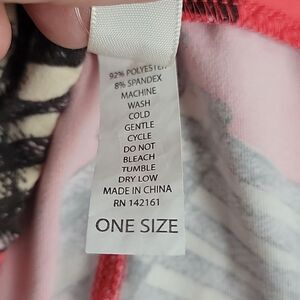 92% POLYESTER
8% SPANDEX
MACHINE
WASH
COLD
GENTLE
CYCLE
DO NOT
BLEACH
TUMBLE
DRY LOW
MADE IN CHINA
RN 142161
ONE SIZE